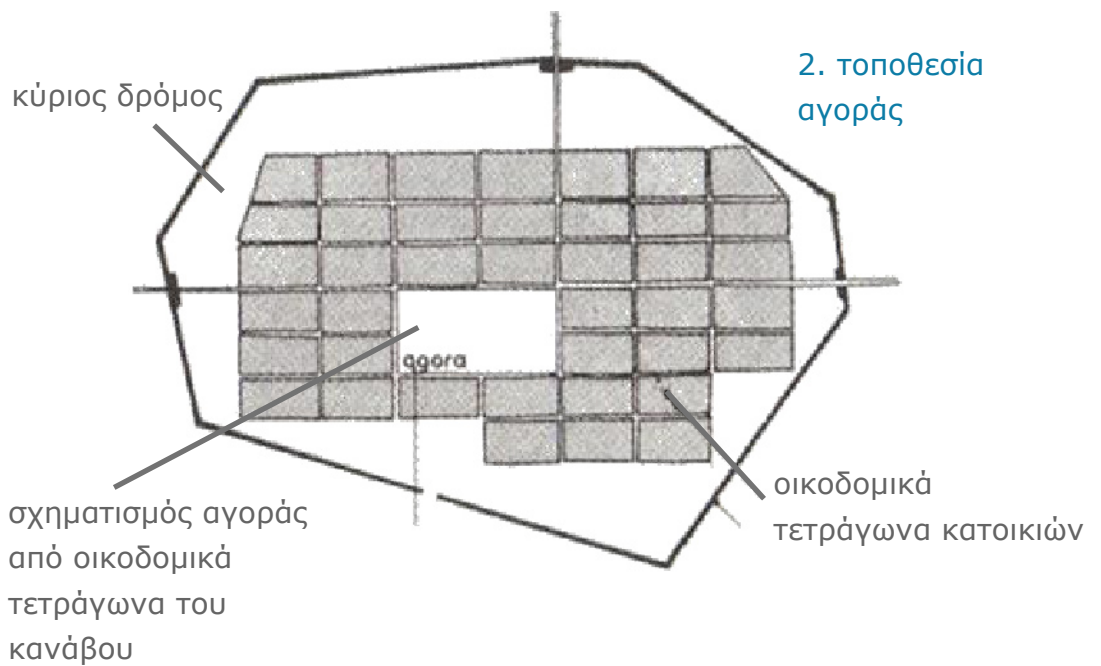 κύριος δρόμος
2. τοποθεσία
αγοράς
agora
σχηματισμός αγοράς
από οικοδομικά
τετράγωνα του
κανάβου
οικοδομικά
τετράγωνα κατοικιών